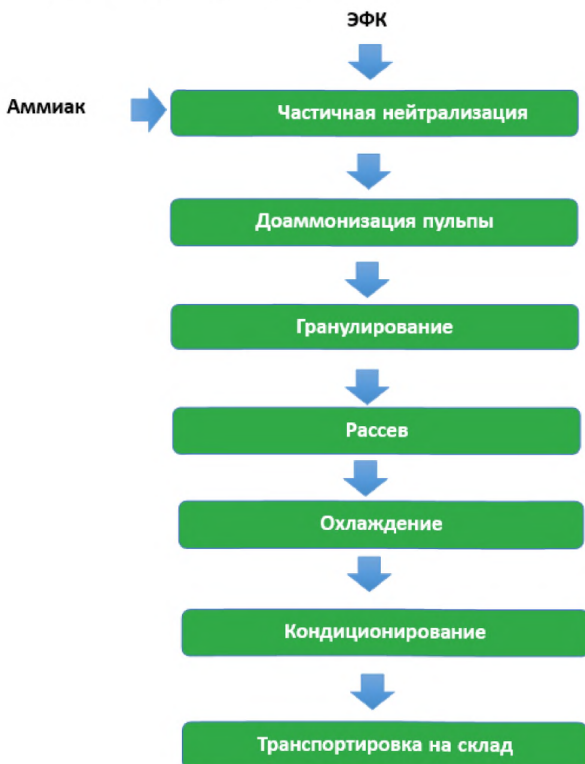 ЭФК
Аммиак
Частичная нейтрализация
Доаммонизация пульпы
Гранулирование
Рассев
Охлаждение
Кондиционирование
Транспортировка на склад